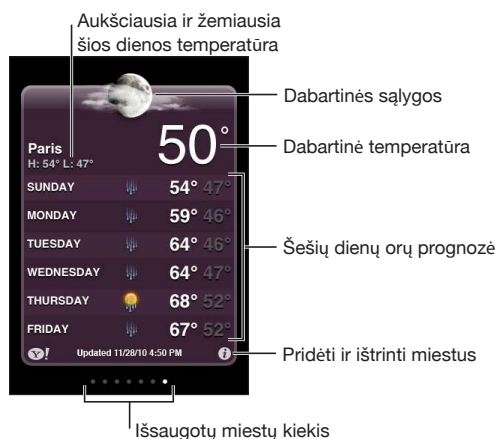 Aukščiausia ir žemiausia
šios dienos temperatūra
Dabartinės sąlygos
50°
Dabartinė temperatūra
Paris
H: 54° L: 47°
SUNDAY 54° 47°
MONDAY 59° 46°
TUESDAY 64° 46°
Šešių dienų orų prognozė
WEDNESDAY 64° 47°
THURSDAY 68° 52°
FRIDAY 67° 52°
Y! Updated 11/28/10 4:50 PM i
Pridėti ir ištrinti miestus
Išsaugotų miestų kiekis